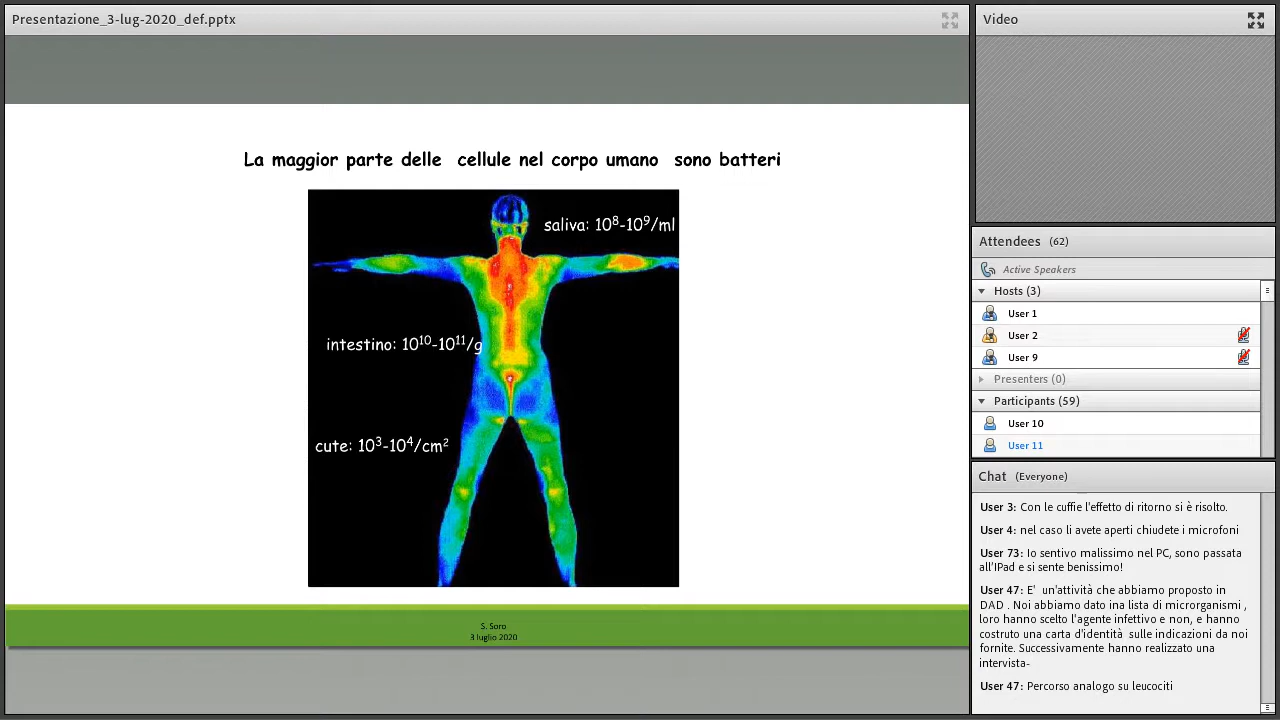 Presentazione_3-lug-2020_def.pptx
La maggior parte delle cellule nel corpo umano sono batteri
saliva: 10⁸-10⁹/ml
intestino: 10¹⁰-10¹¹/g
cute: 10³-10⁴/cm²
S. Soro
3 luglio 2020
Video
Attendees (62)
Active Speakers
Hosts (3)
User 1
User 2
User 9
Presenters (0)
Participants (59)
User 10
User 11
Chat (Everyone)
User 3: Con le cuffie l'effetto di ritorno si è risolto.
User 4: nel caso li avete aperti chiudete i microfoni
User 73: Io sentivo malissimo nel PC, sono passata
all'IPad e si sente benissimo!
User 47: E' un'attività che abbiamo proposto in
DAD . Noi abbiamo dato ina lista di microrganismi ,
loro hanno scelto l'agente infettivo e non, e hanno
costruto una carta d'identità sulle indicazioni da noi
fornite. Successivamente hanno realizzato una
intervista-
User 47: Percorso analogo su leucociti